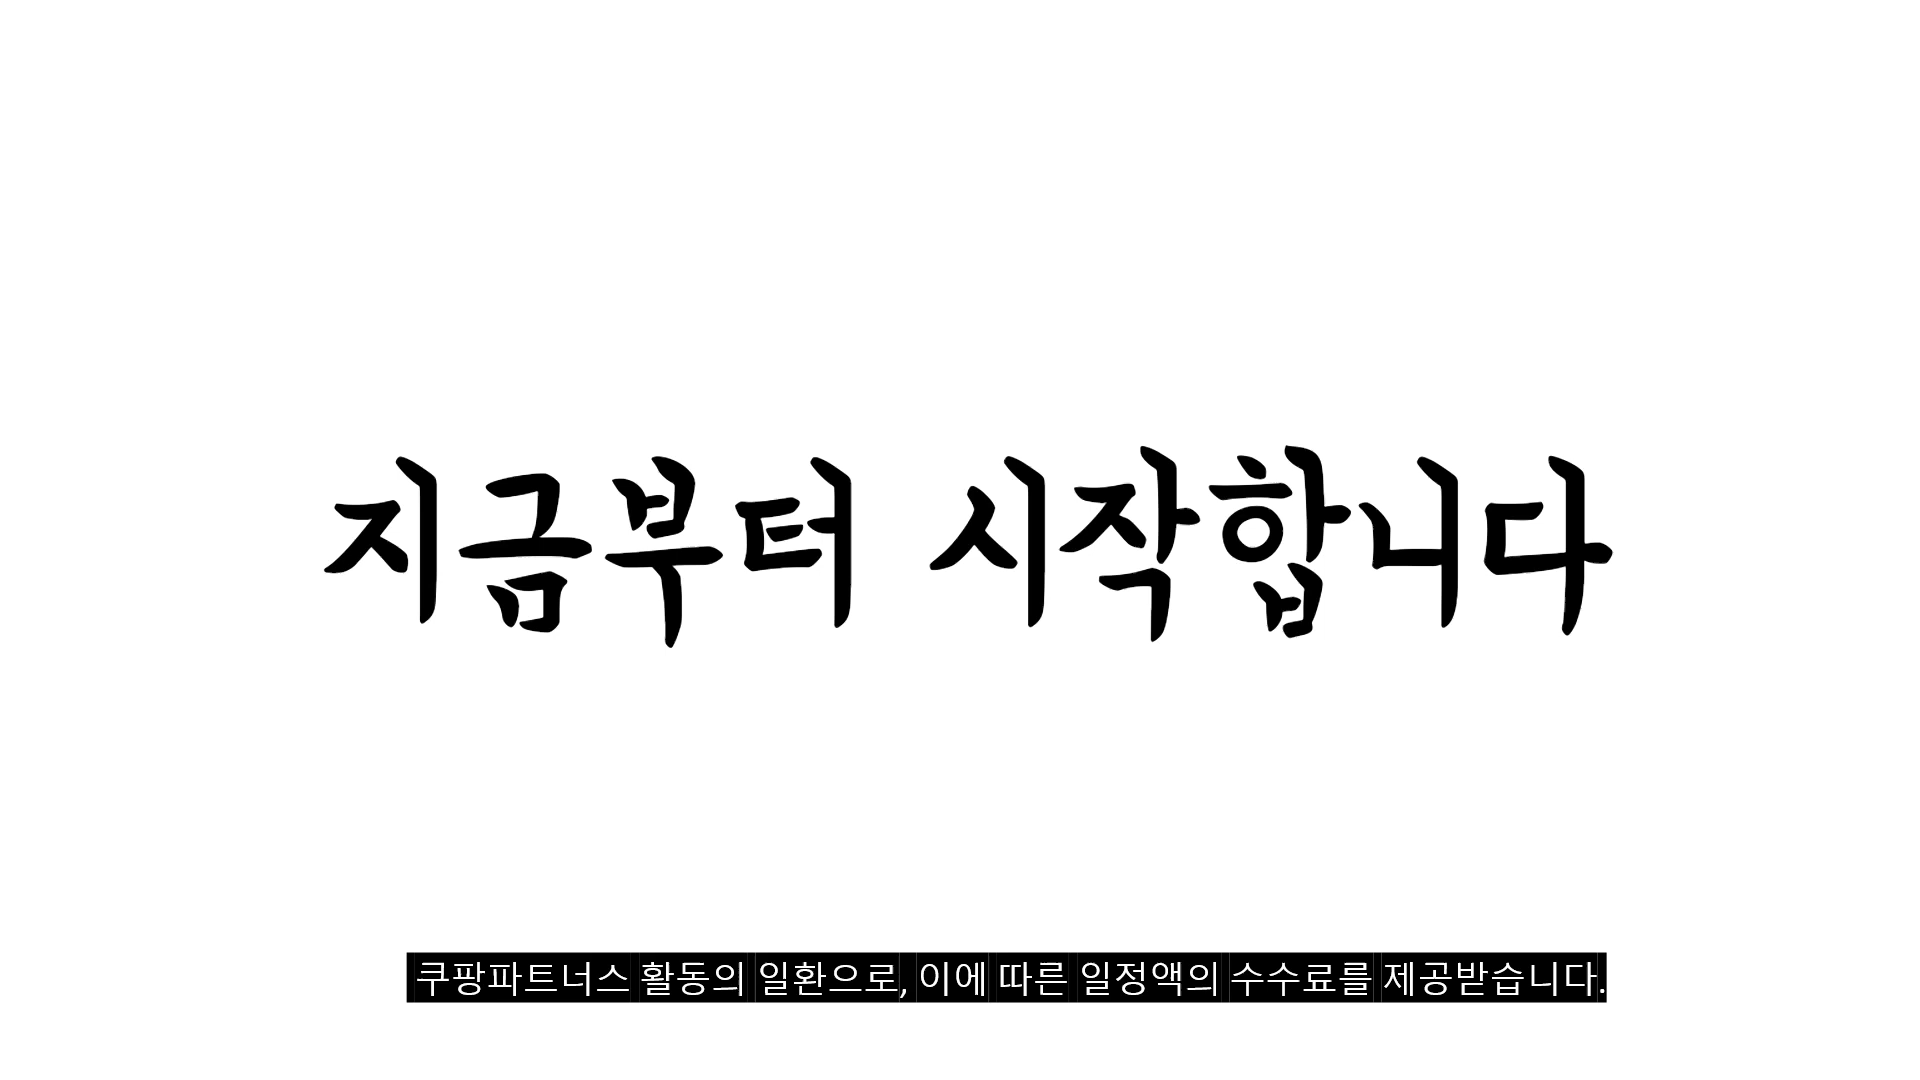 지금부터 시작합니다
쿠팡파트너스 활동의 일환으로, 이에 따른 일정액의 수수료를 제공받습니다.